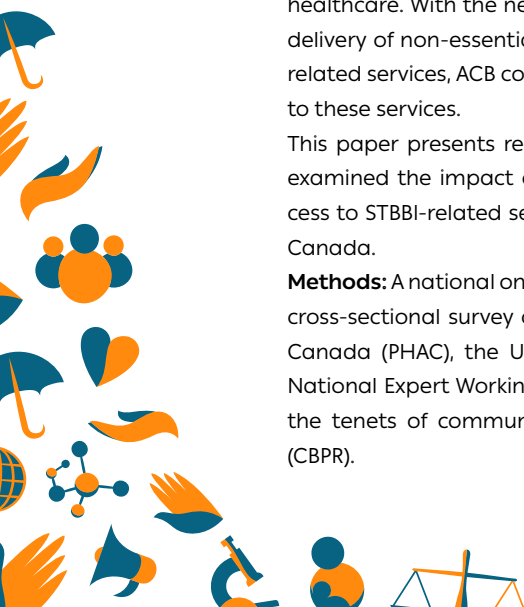 healthcare. With the ne
delivery of non-essenti
related services, ACB co
to these services.
This paper presents re
examined the impact
cess to STBBI-related se
Canada.
Methods: A national on
cross-sectional survey
Canada (PHAC), the U
National Expert Workin
the tenets of commun
(CBPR).